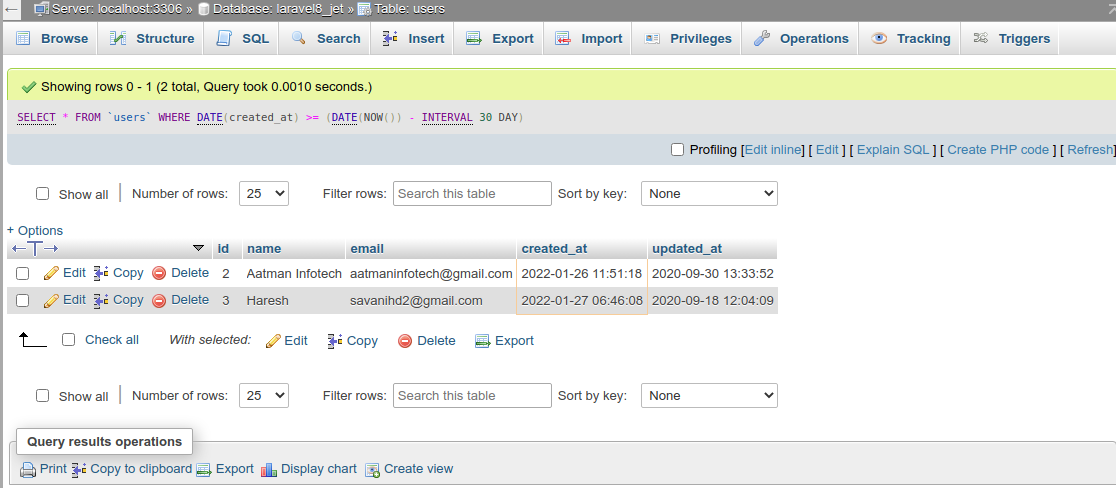 Server: localhost:3306 » Database: laravel8_jet » Table: users
Browse Structure SQL Search Insert Export Import Privileges Operations Tracking Triggers
Showing rows 0 - 1 (2 total, Query took 0.0010 seconds.)
SELECT * FROM `users` WHERE DATE(created_at) >= (DATE(NOW()) - INTERVAL 30 DAY)
Profiling [Edit inline] [ Edit ] [ Explain SQL ] [ Create PHP code ] [ Refresh]
Show all Number of rows: 25 Filter rows: Search this table Sort by key: None
+ Options
id name email created_at updated_at
Edit Copy Delete 2 Aatman Infotech aatmaninfotech@gmail.com 2022-01-26 11:51:18 2020-09-30 13:33:52
Edit Copy Delete 3 Haresh savanihd2@gmail.com 2022-01-27 06:46:08 2020-09-18 12:04:09
Check all With selected: Edit Copy Delete Export
Show all Number of rows: 25 Filter rows: Search this table Sort by key: None
Query results operations
Print Copy to clipboard Export Display chart Create view